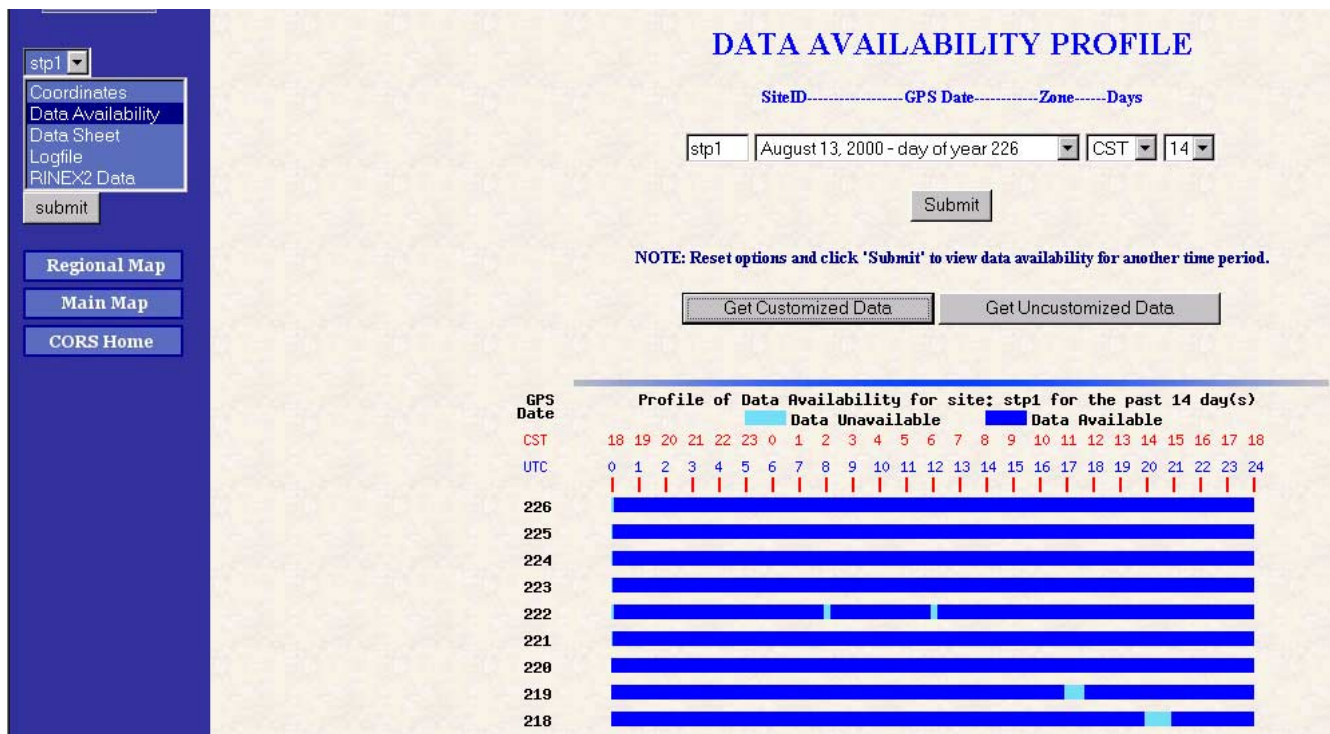 stp1
Coordinates
Data Availability
Data Sheet
Logfile
RINEX2 Data
submit
Regional Map
Main Map
CORS Home
DATA AVAILABILITY PROFILE
SiteID------------------GPS Date------------Zone------Days
stp1 August 13, 2000 - day of year 226 CST 14
Submit
NOTE: Reset options and click 'Submit' to view data availability for another time period.
Get Customized Data Get Uncustomized Data
GPS Date
Profile of Data Availability for site: stp1 for the past 14 day(s)
Data Unavailable Data Available
CST 18 19 20 21 22 23 0 1 2 3 4 5 6 7 8 9 10 11 12 13 14 15 16 17 18
UTC 0 1 2 3 4 5 6 7 8 9 10 11 12 13 14 15 16 17 18 19 20 21 22 23 24
226
225
224
223
222
221
220
219
218